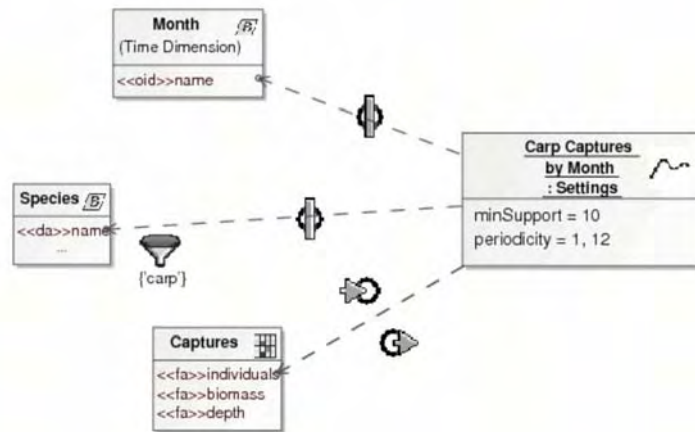 Month
(Time Dimension)
<<oid>>name
Carp Captures
by Month
: Settings
minSupport = 10
periodicity = 1, 12
Species
<<da>>name
...
{'carp'}
Captures
<<fa>>individuals
<<fa>>biomass
<<fa>>depth